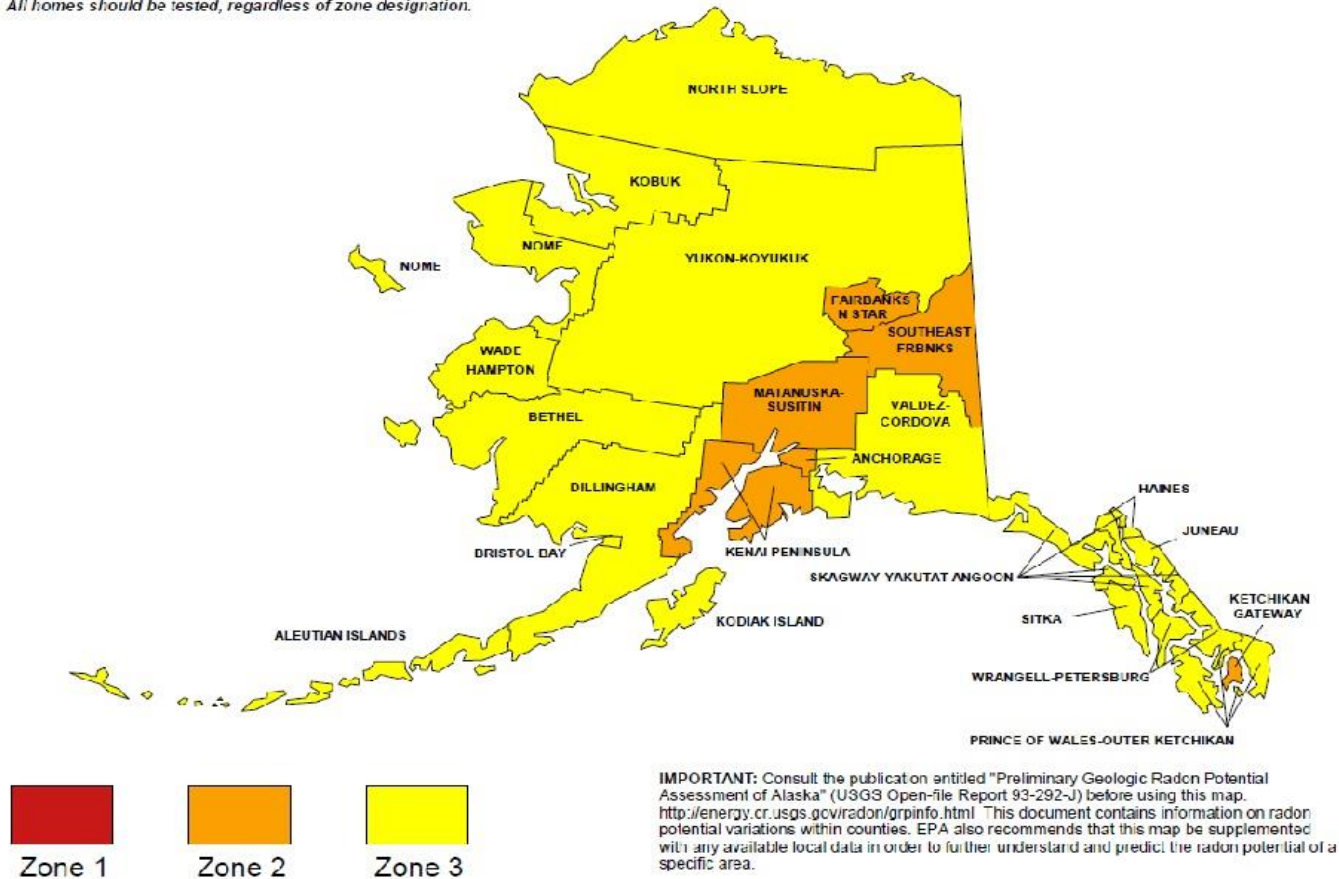 All homes should be tested, regardless of zone designation.
NORTH SLOPE
KOBUK
NOME
NOME
YUKON-KOYUKUK
FAIRBANKS
N STAR
SOUTHEAST
FRBNKS
WADE
HAMPTON
MATANUSKA-
SUSITIN
VALDEZ-
CORDOVA
BETHEL
ANCHORAGE
DILLINGHAM
HAINES
JUNEAU
BRISTOL BAY
KENAI PENINSULA
SKAGWAY YAKUTAT ANGOON
KETCHIKAN
GATEWAY
SITKA
KODIAK ISLAND
ALEUTIAN ISLANDS
WRANGELL-PETERSBURG
PRINCE OF WALES-OUTER KETCHIKAN
Zone 1
Zone 2
Zone 3
IMPORTANT: Consult the publication entitled "Preliminary Geologic Radon Potential
Assessment of Alaska" (USGS Open-file Report 93-292-J) before using this map.
http://energy.cr.usgs.gov/radon/grpinfo.html This document contains information on radon
potential variations within counties. EPA also recommends that this map be supplemented
with any available local data in order to further understand and predict the radon potential of a
specific area.